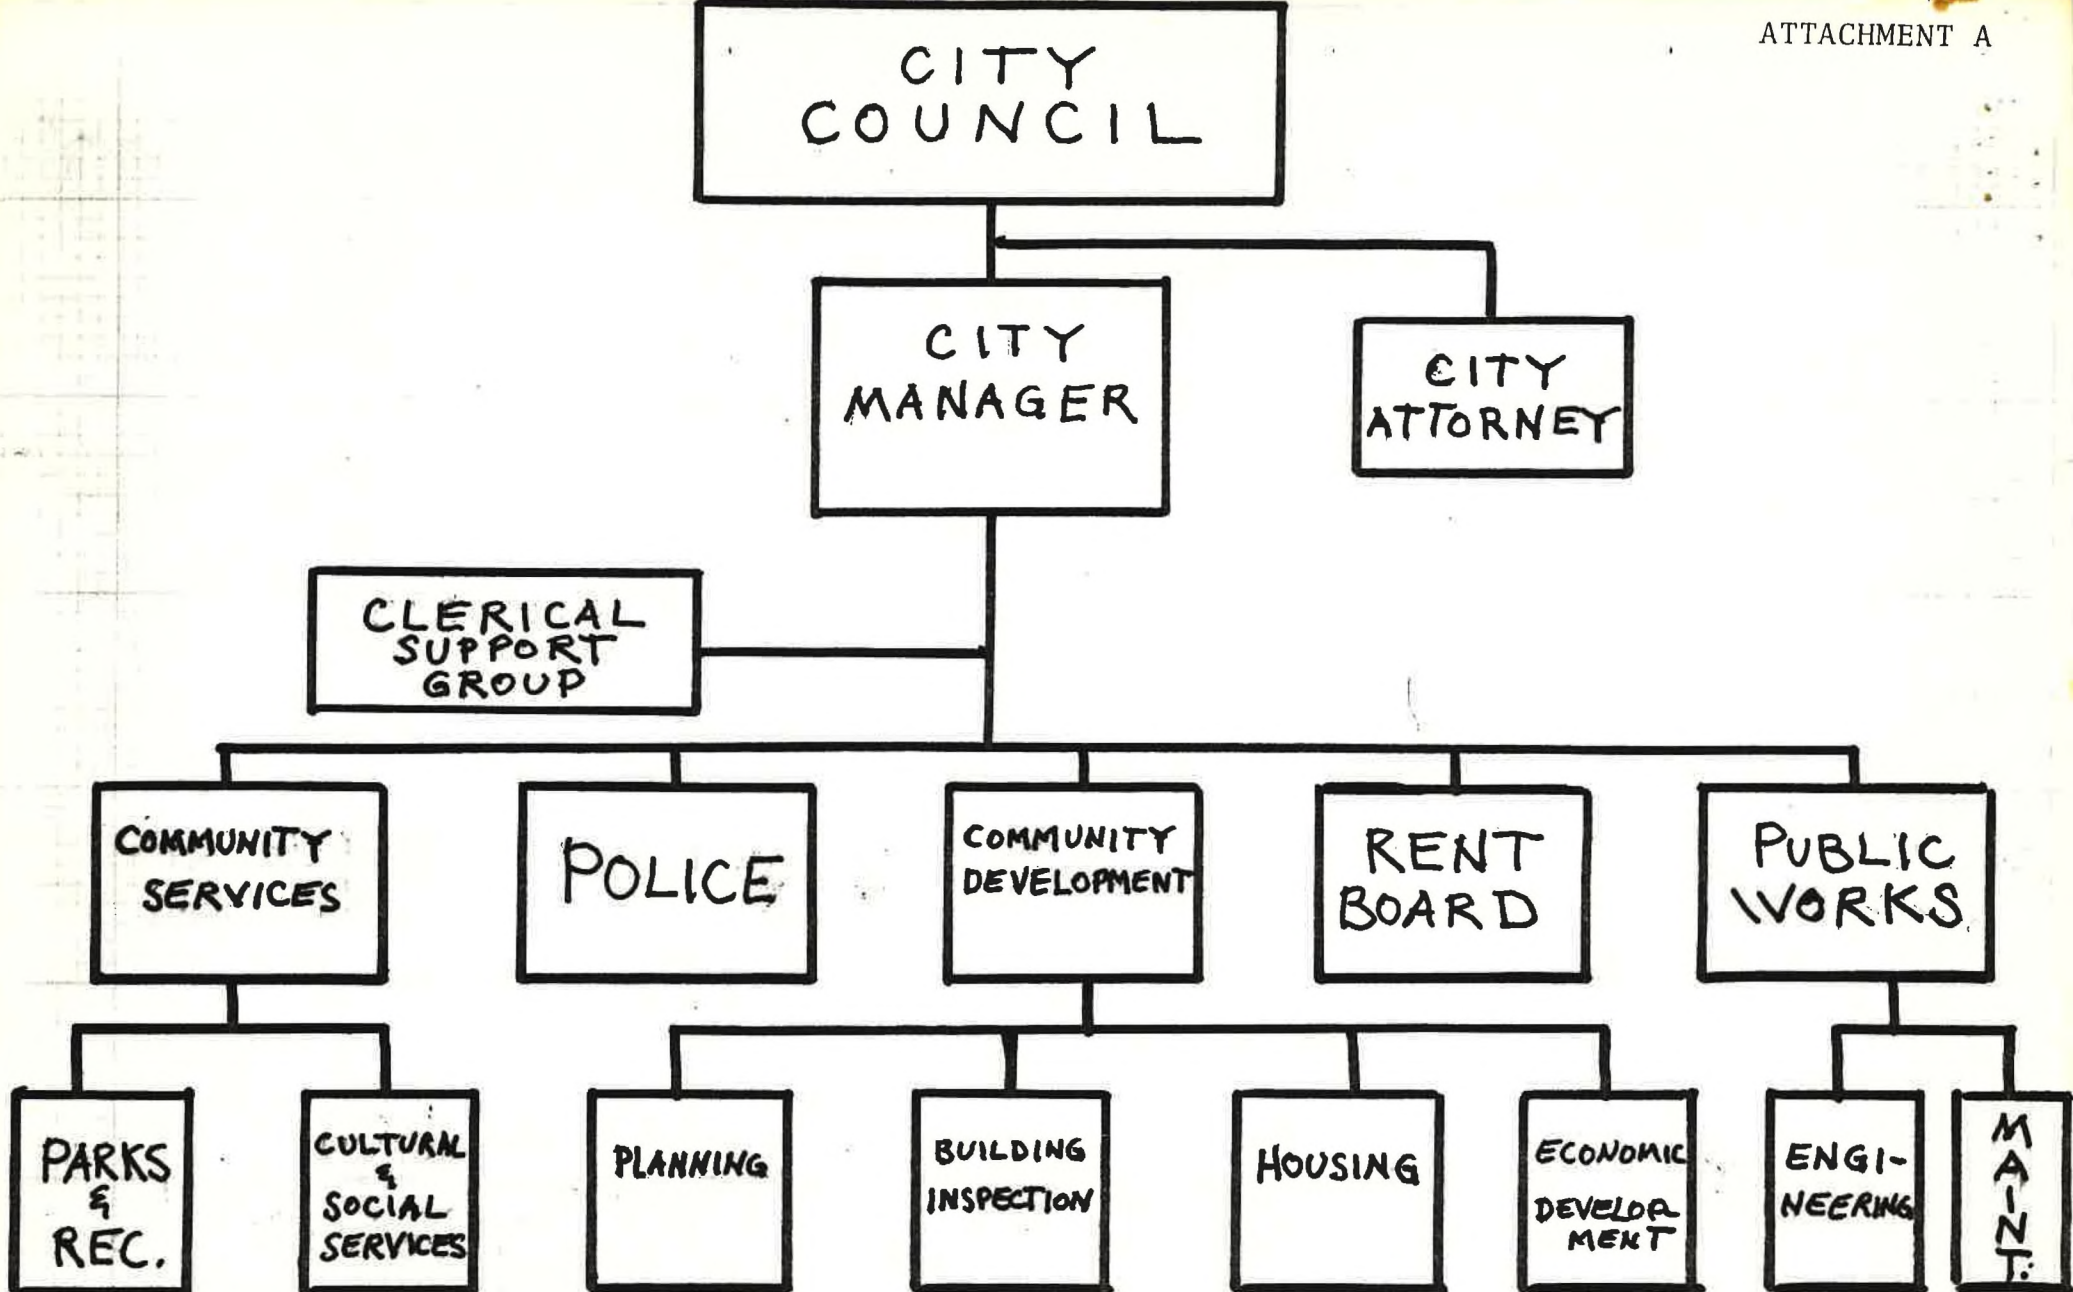 ATTACHMENT A
CITY
COUNCIL
CITY
MANAGER
CITY
ATTORNEY
CLERICAL
SUPPORT
GROUP
COMMUNITY
SERVICES
POLICE
COMMUNITY
DEVELOPMENT
RENT
BOARD
PUBLIC
WORKS
PARKS
&
REC.
CULTURAL
&
SOCIAL
SERVICES
PLANNING
BUILDING
INSPECTION
HOUSING
ECONOMIC
DEVELOP
MENT
ENGI-
NEERING
MAINT.